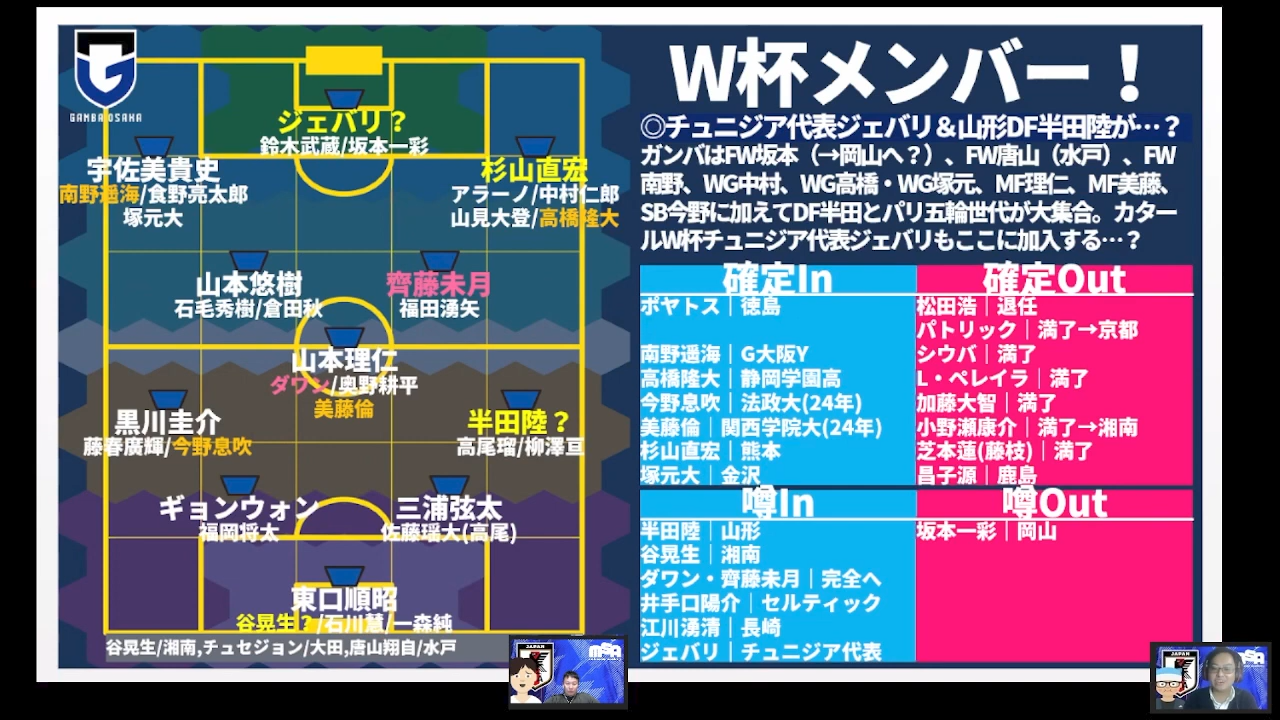 GAMBA OSAKA
ジェバリ？
鈴木武蔵/坂本一彩
宇佐美貴史
南野遥海/食野亮太郎
塚元大
杉山直宏
アラーノ/中村仁郎
山見大登/高橋隆大
山本悠樹
石毛秀樹/倉田秋
齊藤未月
福田湧矢
山本理仁
ダワン/奥野耕平
美藤倫
黒川圭介
藤春廣輝/今野息吹
半田陸？
高尾瑠/柳澤亘
ギョンウォン
福岡将太
三浦弦太
佐藤瑶大(高尾)
東口順昭
谷晃生？/石川慧/一森純
谷晃生/湘南,チュセジョン/大田,唐山翔自/水戸
W杯メンバー！
◎チュニジア代表ジェバリ＆山形DF半田陸が…？
ガンバはFW坂本（→岡山へ？）、FW唐山（水戸）、FW
南野、WG中村、WG高橋・WG塚元、MF理仁、MF美藤、
SB今野に加えてDF半田とパリ五輪世代が大集合。カター
ルW杯チュニジア代表ジェバリもここに加入する…？
確定In
ポヤトス｜徳島
南野遥海｜G大阪Y
高橋隆大｜静岡学園高
今野息吹｜法政大(24年)
美藤倫｜関西学院大(24年)
杉山直宏｜熊本
塚元大｜金沢
確定Out
松田浩｜退任
パトリック｜満了→京都
シウバ｜満了
L・ペレイラ｜満了
加藤大智｜満了
小野瀬康介｜満了→湘南
芝本蓮(藤枝)｜満了
昌子源｜鹿島
噂In
半田陸｜山形
谷晃生｜湘南
ダワン・齊藤未月｜完全へ
井手口陽介｜セルティック
江川湧清｜長崎
ジェバリ｜チュニジア代表
噂Out
坂本一彩｜岡山
JAPAN
JAPAN